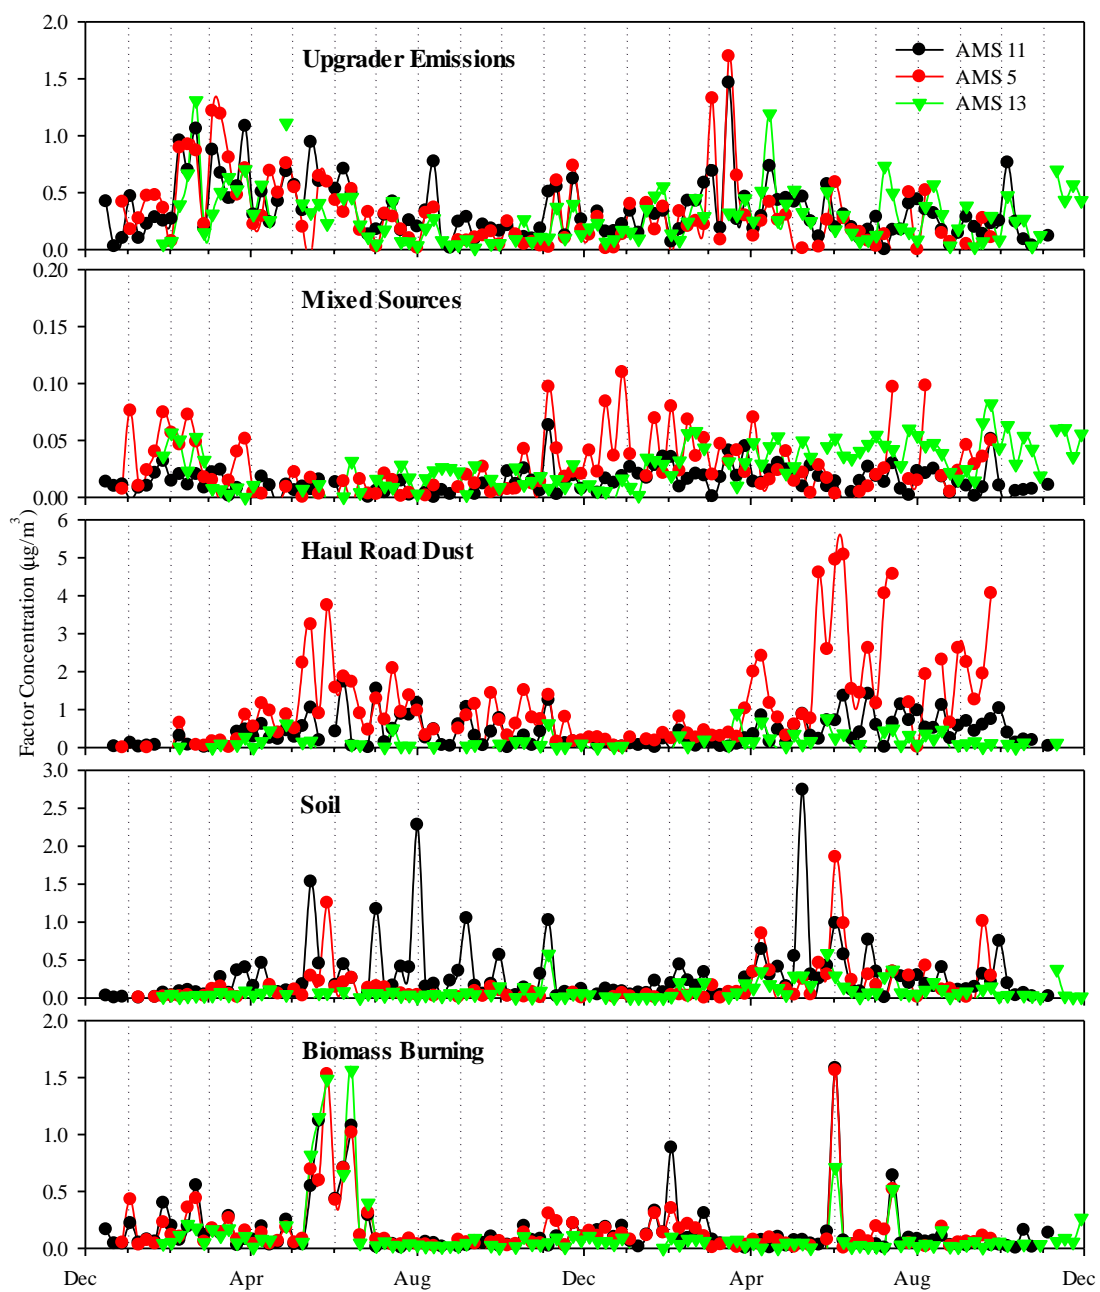 2.0
Upgrader Emissions
AMS 11
AMS 5
AMS 13
1.5
1.0
0.5
0.0
0.20
Mixed Sources
0.15
0.10
0.05
0.00
Factor Concentration (µg/m³)
6
Haul Road Dust
5
4
3
2
1
0
3.0
Soil
2.5
2.0
1.5
1.0
0.5
0.0
2.0
Biomass Burning
1.5
1.0
0.5
0.0
Dec Apr Aug Dec Apr Aug Dec